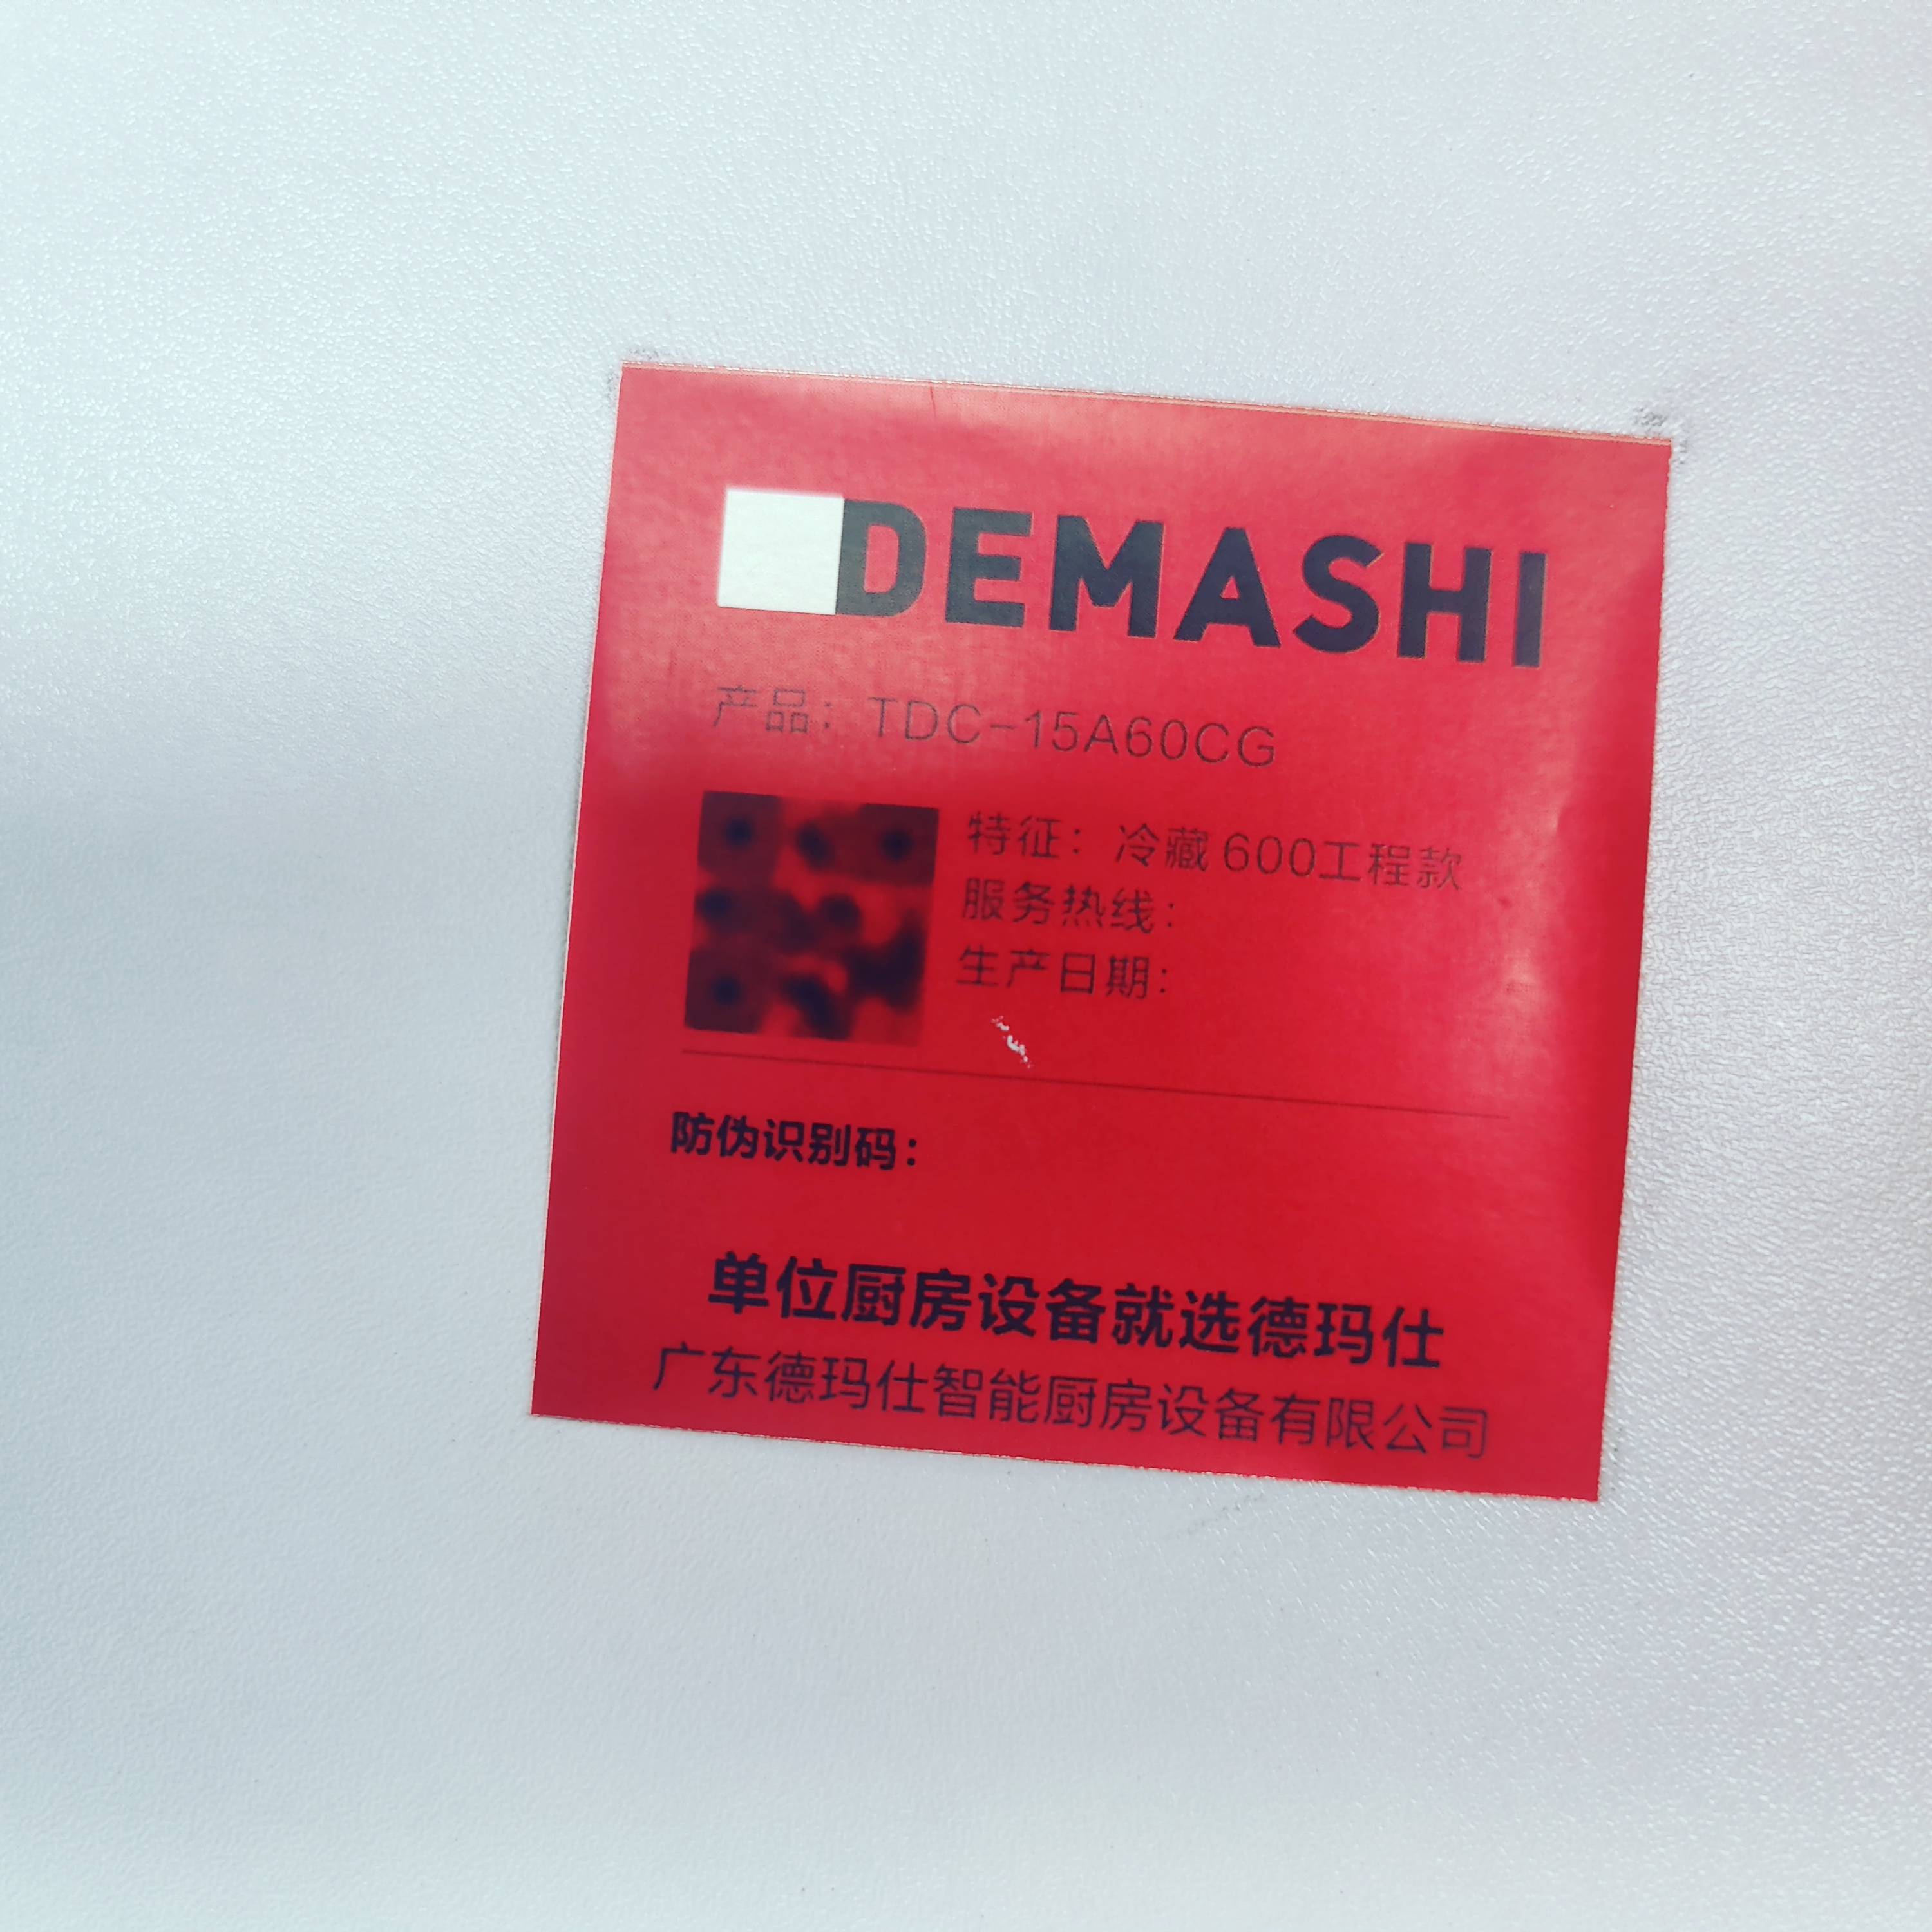 DEMASHI
产品：TDC-15A60CG
特征：冷藏600工程款
服务热线：
生产日期：
防伪识别码：
单位厨房设备就选德玛仕
广东德玛仕智能厨房设备有限公司